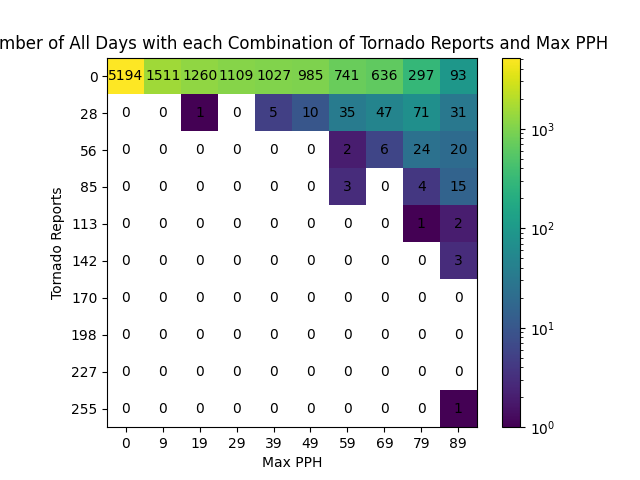 mber of All Days with each Combination of Tornado Reports and Max PPH
0 5194 1511 1260 1109 1027 985 741 636 297 93
28 0 0 1 0 5 10 35 47 71 31
56 0 0 0 0 0 0 2 6 24 20
85 0 0 0 0 0 0 3 0 4 15
113 0 0 0 0 0 0 0 0 1 2
142 0 0 0 0 0 0 0 0 0 3
170 0 0 0 0 0 0 0 0 0 0
198 0 0 0 0 0 0 0 0 0 0
227 0 0 0 0 0 0 0 0 0 0
255 0 0 0 0 0 0 0 0 0 1
0 9 19 29 39 49 59 69 79 89
Max PPH
Tornado Reports
10³
10²
10¹
10⁰